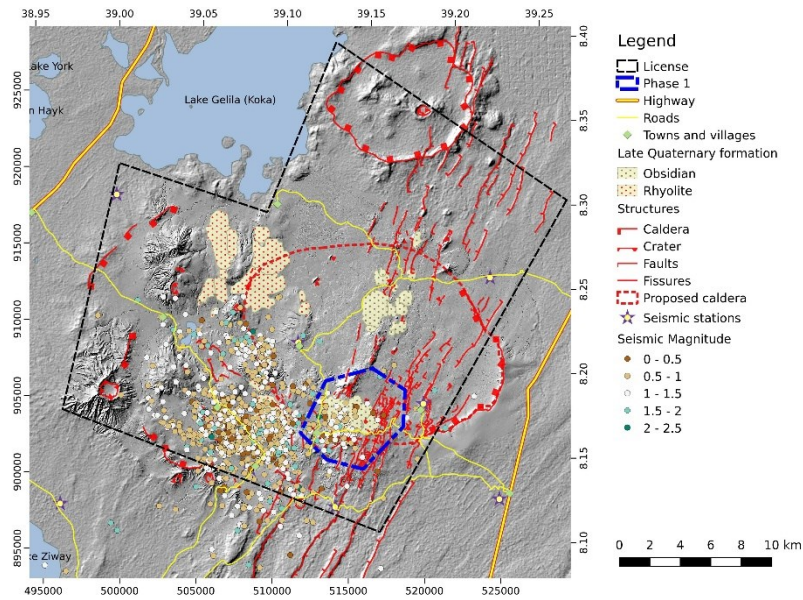 38.95 39.00 39.05 39.10 39.15 39.20 39.25
ake York
n Hayk
Lake Gelila (Koka)
ke Ziway
925000
920000
915000
910000
905000
900000
895000
8.40
8.35
8.30
8.25
8.20
8.15
8.10
495000 500000 505000 510000 515000 520000 525000
Legend
License
Phase 1
Highway
Roads
Towns and villages
Late Quaternary formation
Obsidian
Rhyolite
Structures
Caldera
Crater
Faults
Fissures
Proposed caldera
Seismic stations
Seismic Magnitude
0 - 0.5
0.5 - 1
1 - 1.5
1.5 - 2
2 - 2.5
0 2 4 6 8 10 km